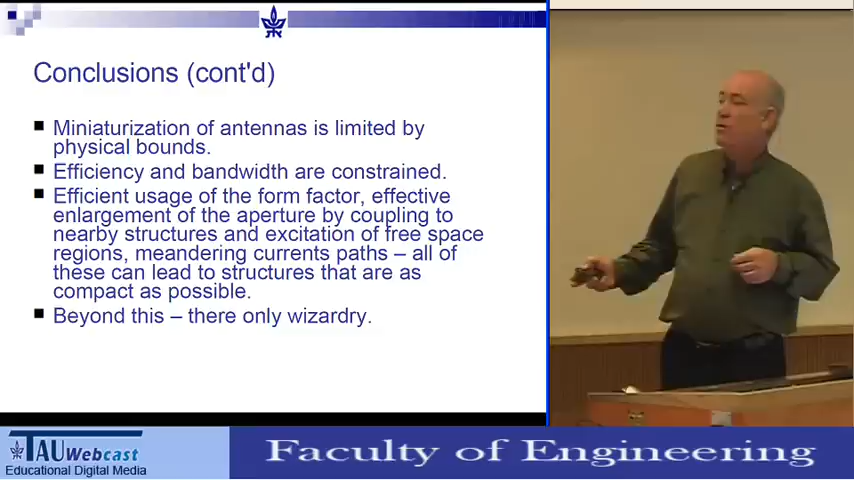 Conclusions (cont'd)
Miniaturization of antennas is limited by
physical bounds.
Efficiency and bandwidth are constrained.
Efficient usage of the form factor, effective
enlargement of the aperture by coupling to
nearby structures and excitation of free space
regions, meandering currents paths – all of
these can lead to structures that are as
compact as possible.
Beyond this – there only wizardry.
TAU Webcast
Educational Digital Media
Faculty of Engineering